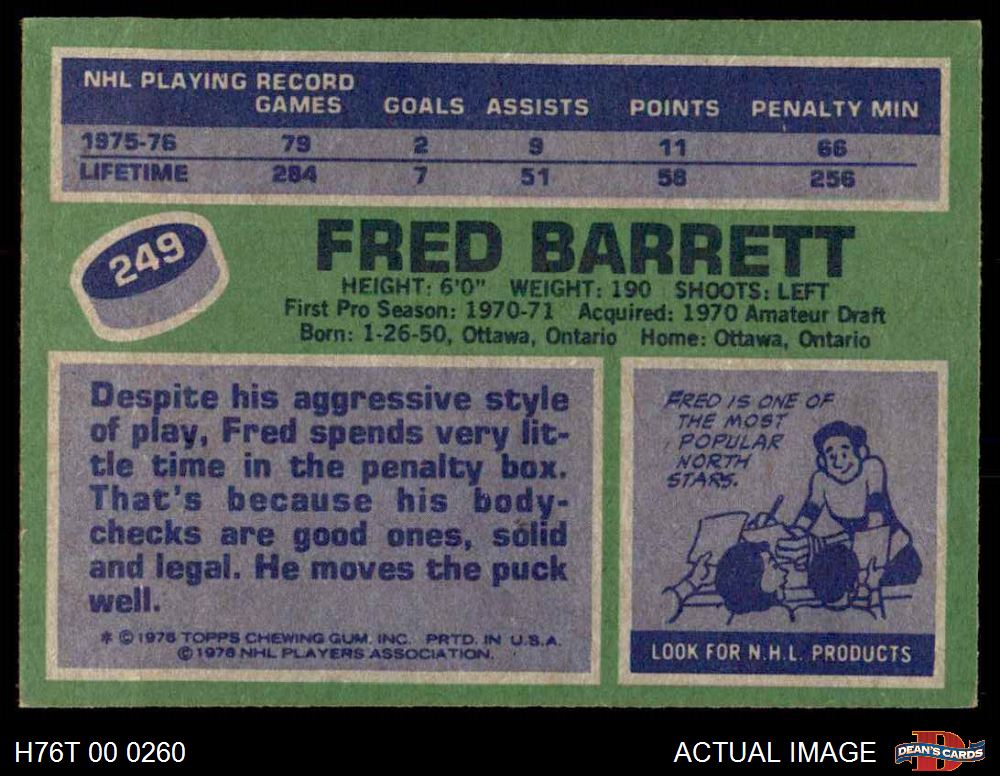 NHL PLAYING RECORD
GAMES GOALS ASSISTS POINTS PENALTY MIN
1975-76 79 2 9 11 66
LIFETIME 284 7 51 58 256
249
FRED BARRETT
HEIGHT: 6'0" WEIGHT: 190 SHOOTS: LEFT
First Pro Season: 1970-71 Acquired: 1970 Amateur Draft
Born: 1-26-50, Ottawa, Ontario Home: Ottawa, Ontario
Despite his aggressive style
of play, Fred spends very lit-
tle time in the penalty box.
That's because his body-
checks are good ones, solid
and legal. He moves the puck
well.
* © 1976 TOPPS CHEWING GUM, INC. PRTD. IN U.S.A.
© 1976 NHL PLAYERS ASSOCIATION.
FRED IS ONE OF
THE MOST
POPULAR
NORTH
STARS.
LOOK FOR N.H.L. PRODUCTS
H76T 00 0260
ACTUAL IMAGE
DEAN'S CARDS